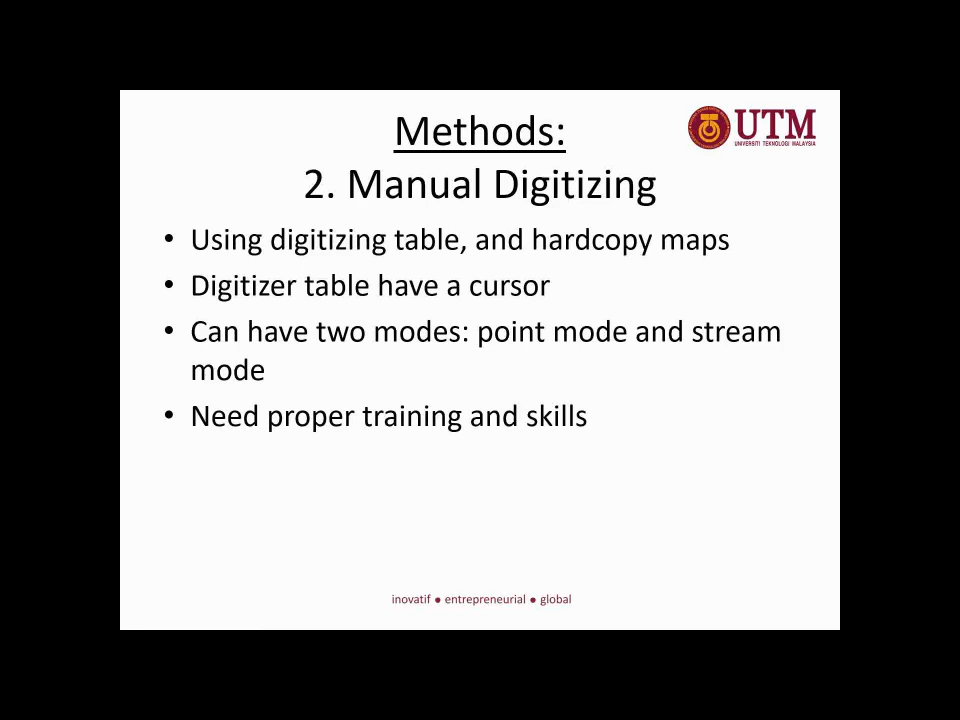 Methods:
2. Manual Digitizing
UTM
UNIVERSITI TEKNOLOGI MALAYSIA
• Using digitizing table, and hardcopy maps
• Digitizer table have a cursor
• Can have two modes: point mode and stream
mode
• Need proper training and skills
inovatif ● entrepreneurial ● global